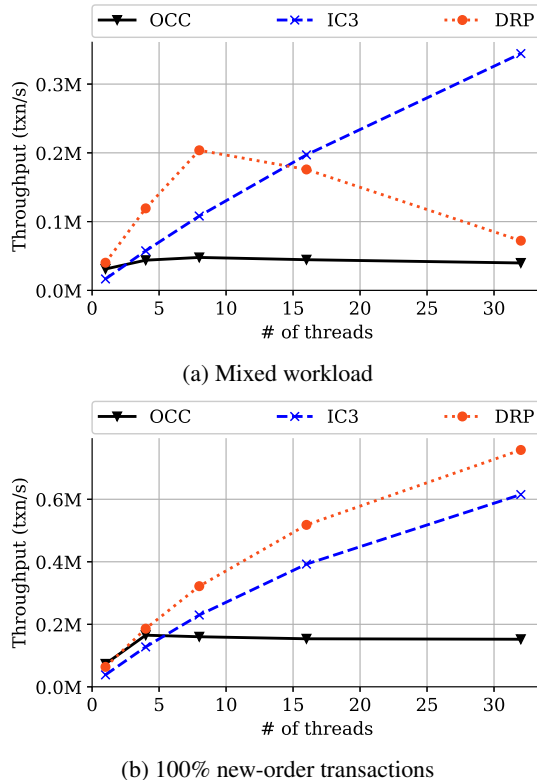 OCC IC3 DRP
0.3M
0.2M
0.1M
0.0M
Throughput (txn/s)
0 5 10 15 20 25 30
# of threads
(a) Mixed workload
OCC IC3 DRP
0.6M
0.4M
0.2M
0.0M
Throughput (txn/s)
0 5 10 15 20 25 30
# of threads
(b) 100% new-order transactions